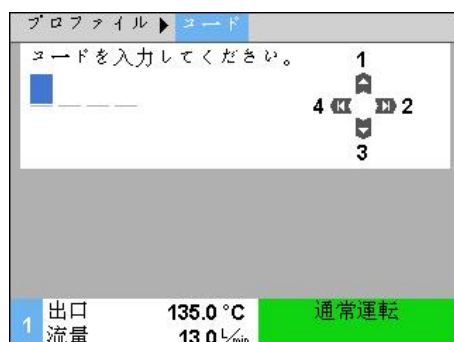 プロファイル ▶ コード
コードを入力してください。
1
4 2
3
1 出口 135.0 °C 通常運転
流量 13.0 L/min